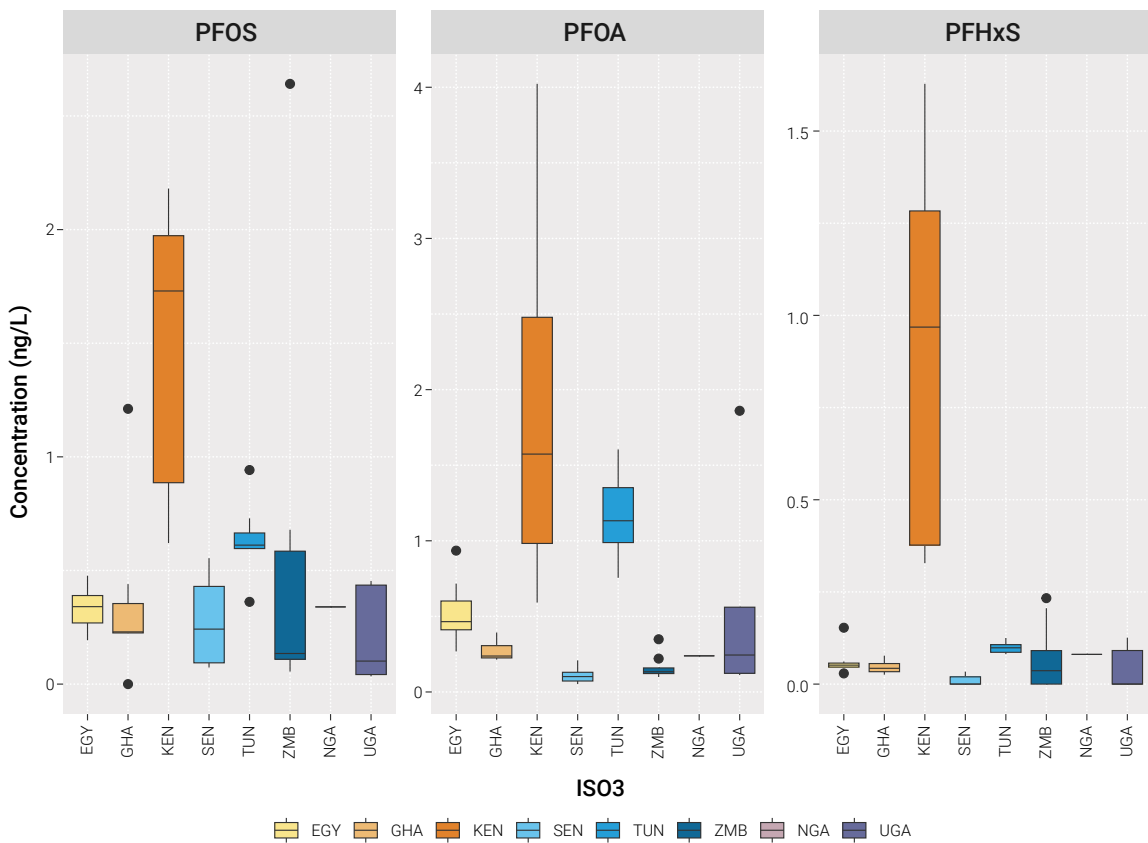 PFOS PFOA PFHxS
Concentration (ng/L)
2
1
0
4
3
2
1
0
1.5
1.0
0.5
0.0
EGY GHA KEN SEN TUN ZMB NGA UGA
EGY GHA KEN SEN TUN ZMB NGA UGA
EGY GHA KEN SEN TUN ZMB NGA UGA
ISO3
EGY GHA KEN SEN TUN ZMB NGA UGA